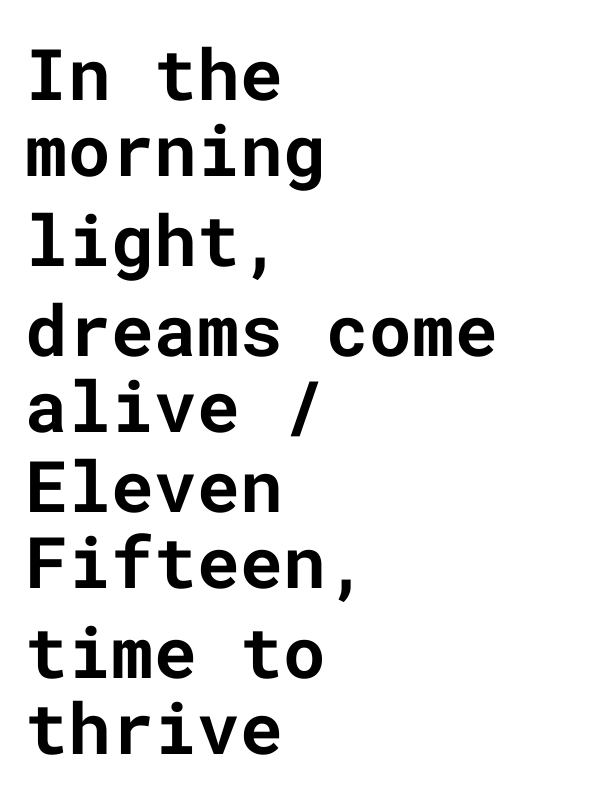 In the
morning
light,
dreams come
alive /
Eleven
Fifteen,
time to
thrive